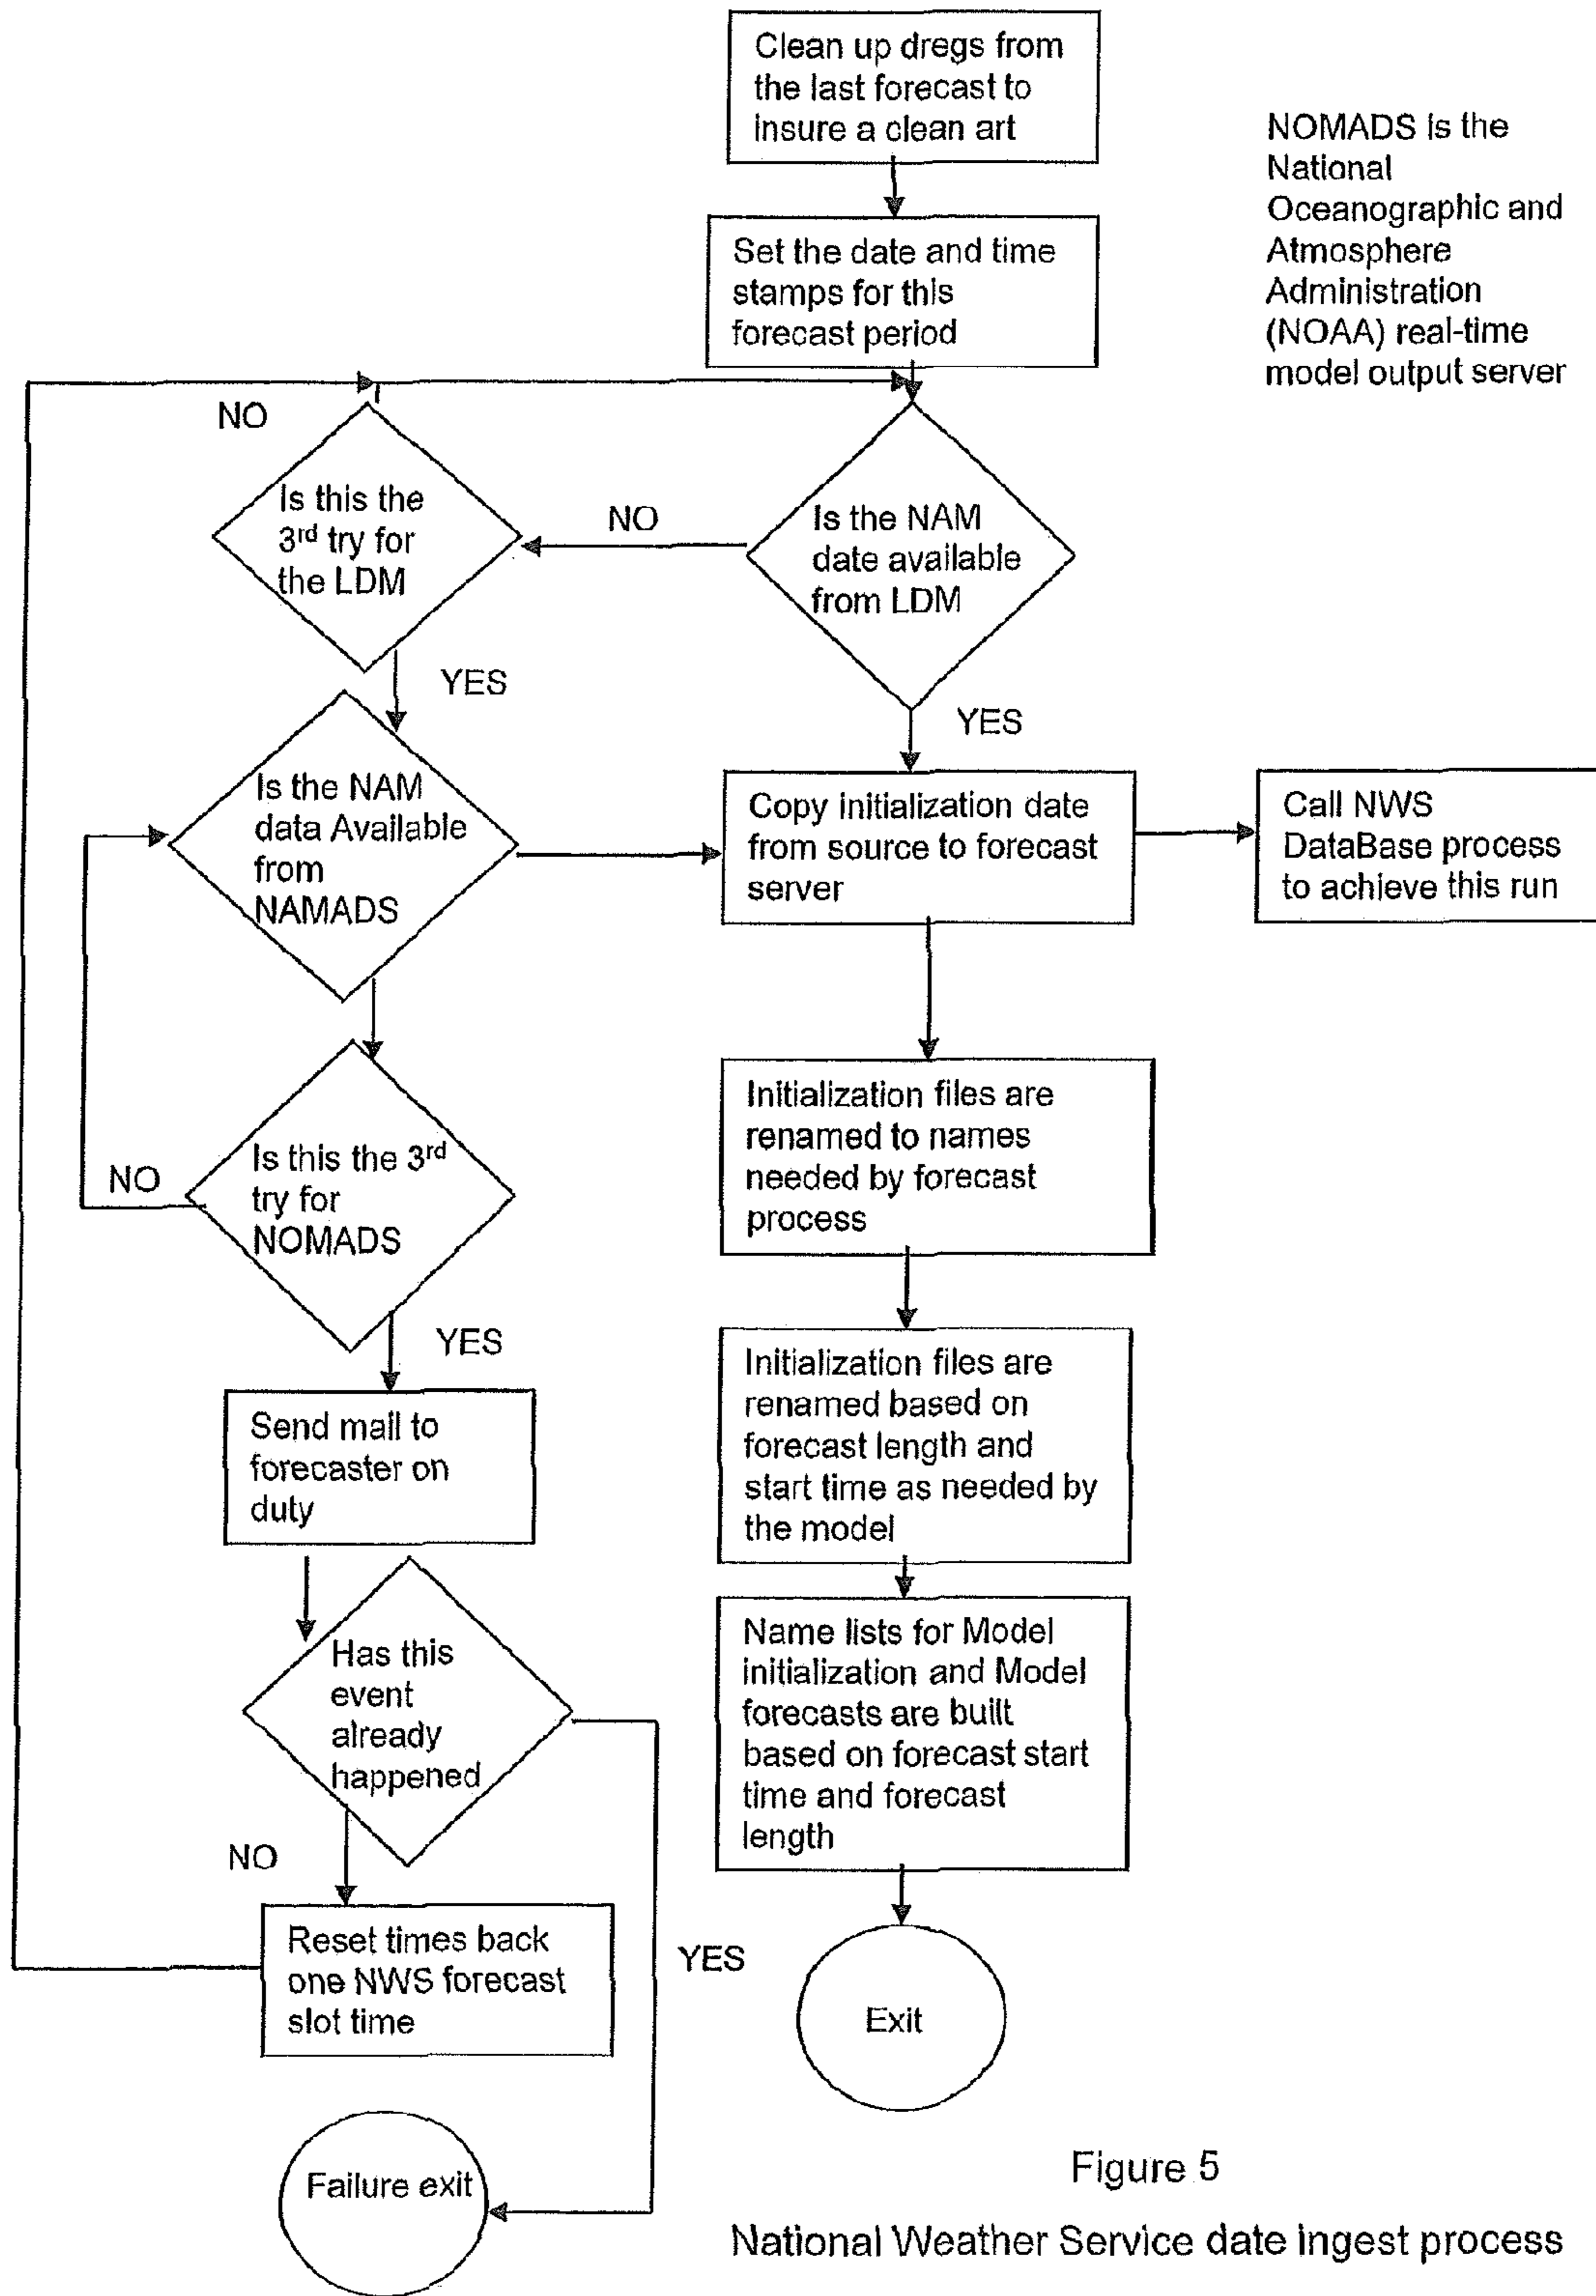 Clean up dregs from
the last forecast to
insure a clean art
NOMADS is the
National
Oceanographic and
Atmosphere
Administration
(NOAA) real-time
model output server
Set the date and time
stamps for this
forecast period
NO
Is this the
3rd try for
the LDM
NO
Is the NAM
date available
from LDM
YES
YES
Is the NAM
data Available
from
NAMADS
Copy initialization date
from source to forecast
server
Call NWS
DataBase process
to achieve this run
Initialization files are
renamed to names
needed by forecast
process
NO
Is this the 3rd
try for
NOMADS
YES
Initialization files are
renamed based on
forecast length and
start time as needed by
the model
Send mail to
forecaster on
duty
Name lists for Model
initialization and Model
forecasts are built
based on forecast start
time and forecast
length
Has this
event
already
happened
NO
YES
Reset times back
one NWS forecast
slot time
Exit
Failure exit
Figure 5
National Weather Service date ingest process